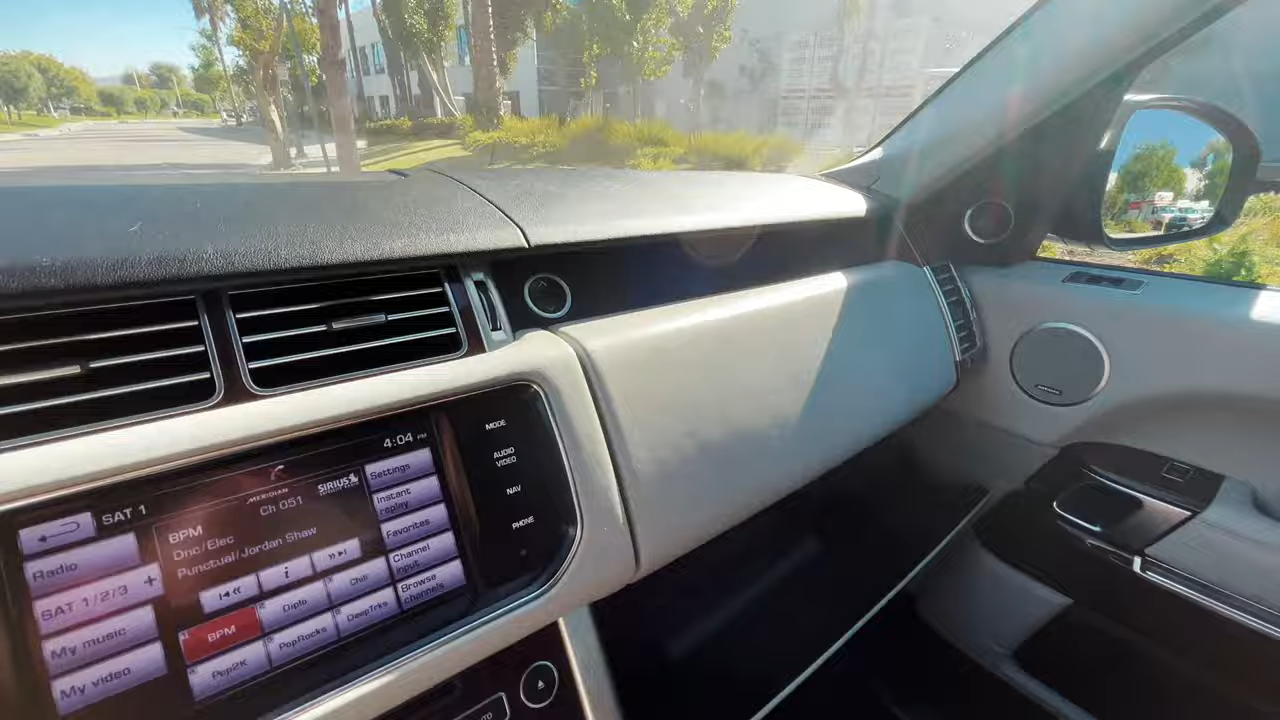 4:04 PM
SAT 1
MERIDIAN
SIRIUS
Ch 051
BPM
Dnc/Elec
Punctual/Jordan Shaw
Radio
SAT 1/2/3 +
My music
My video
i
1 BPM
Diplo
Chill
Pop2K
PopRocks
DeepTrks
Settings
Instant
replay
Favorites
Channel
input
Browse
channels
MODE
AUDIO
VIDEO
NAV
PHONE